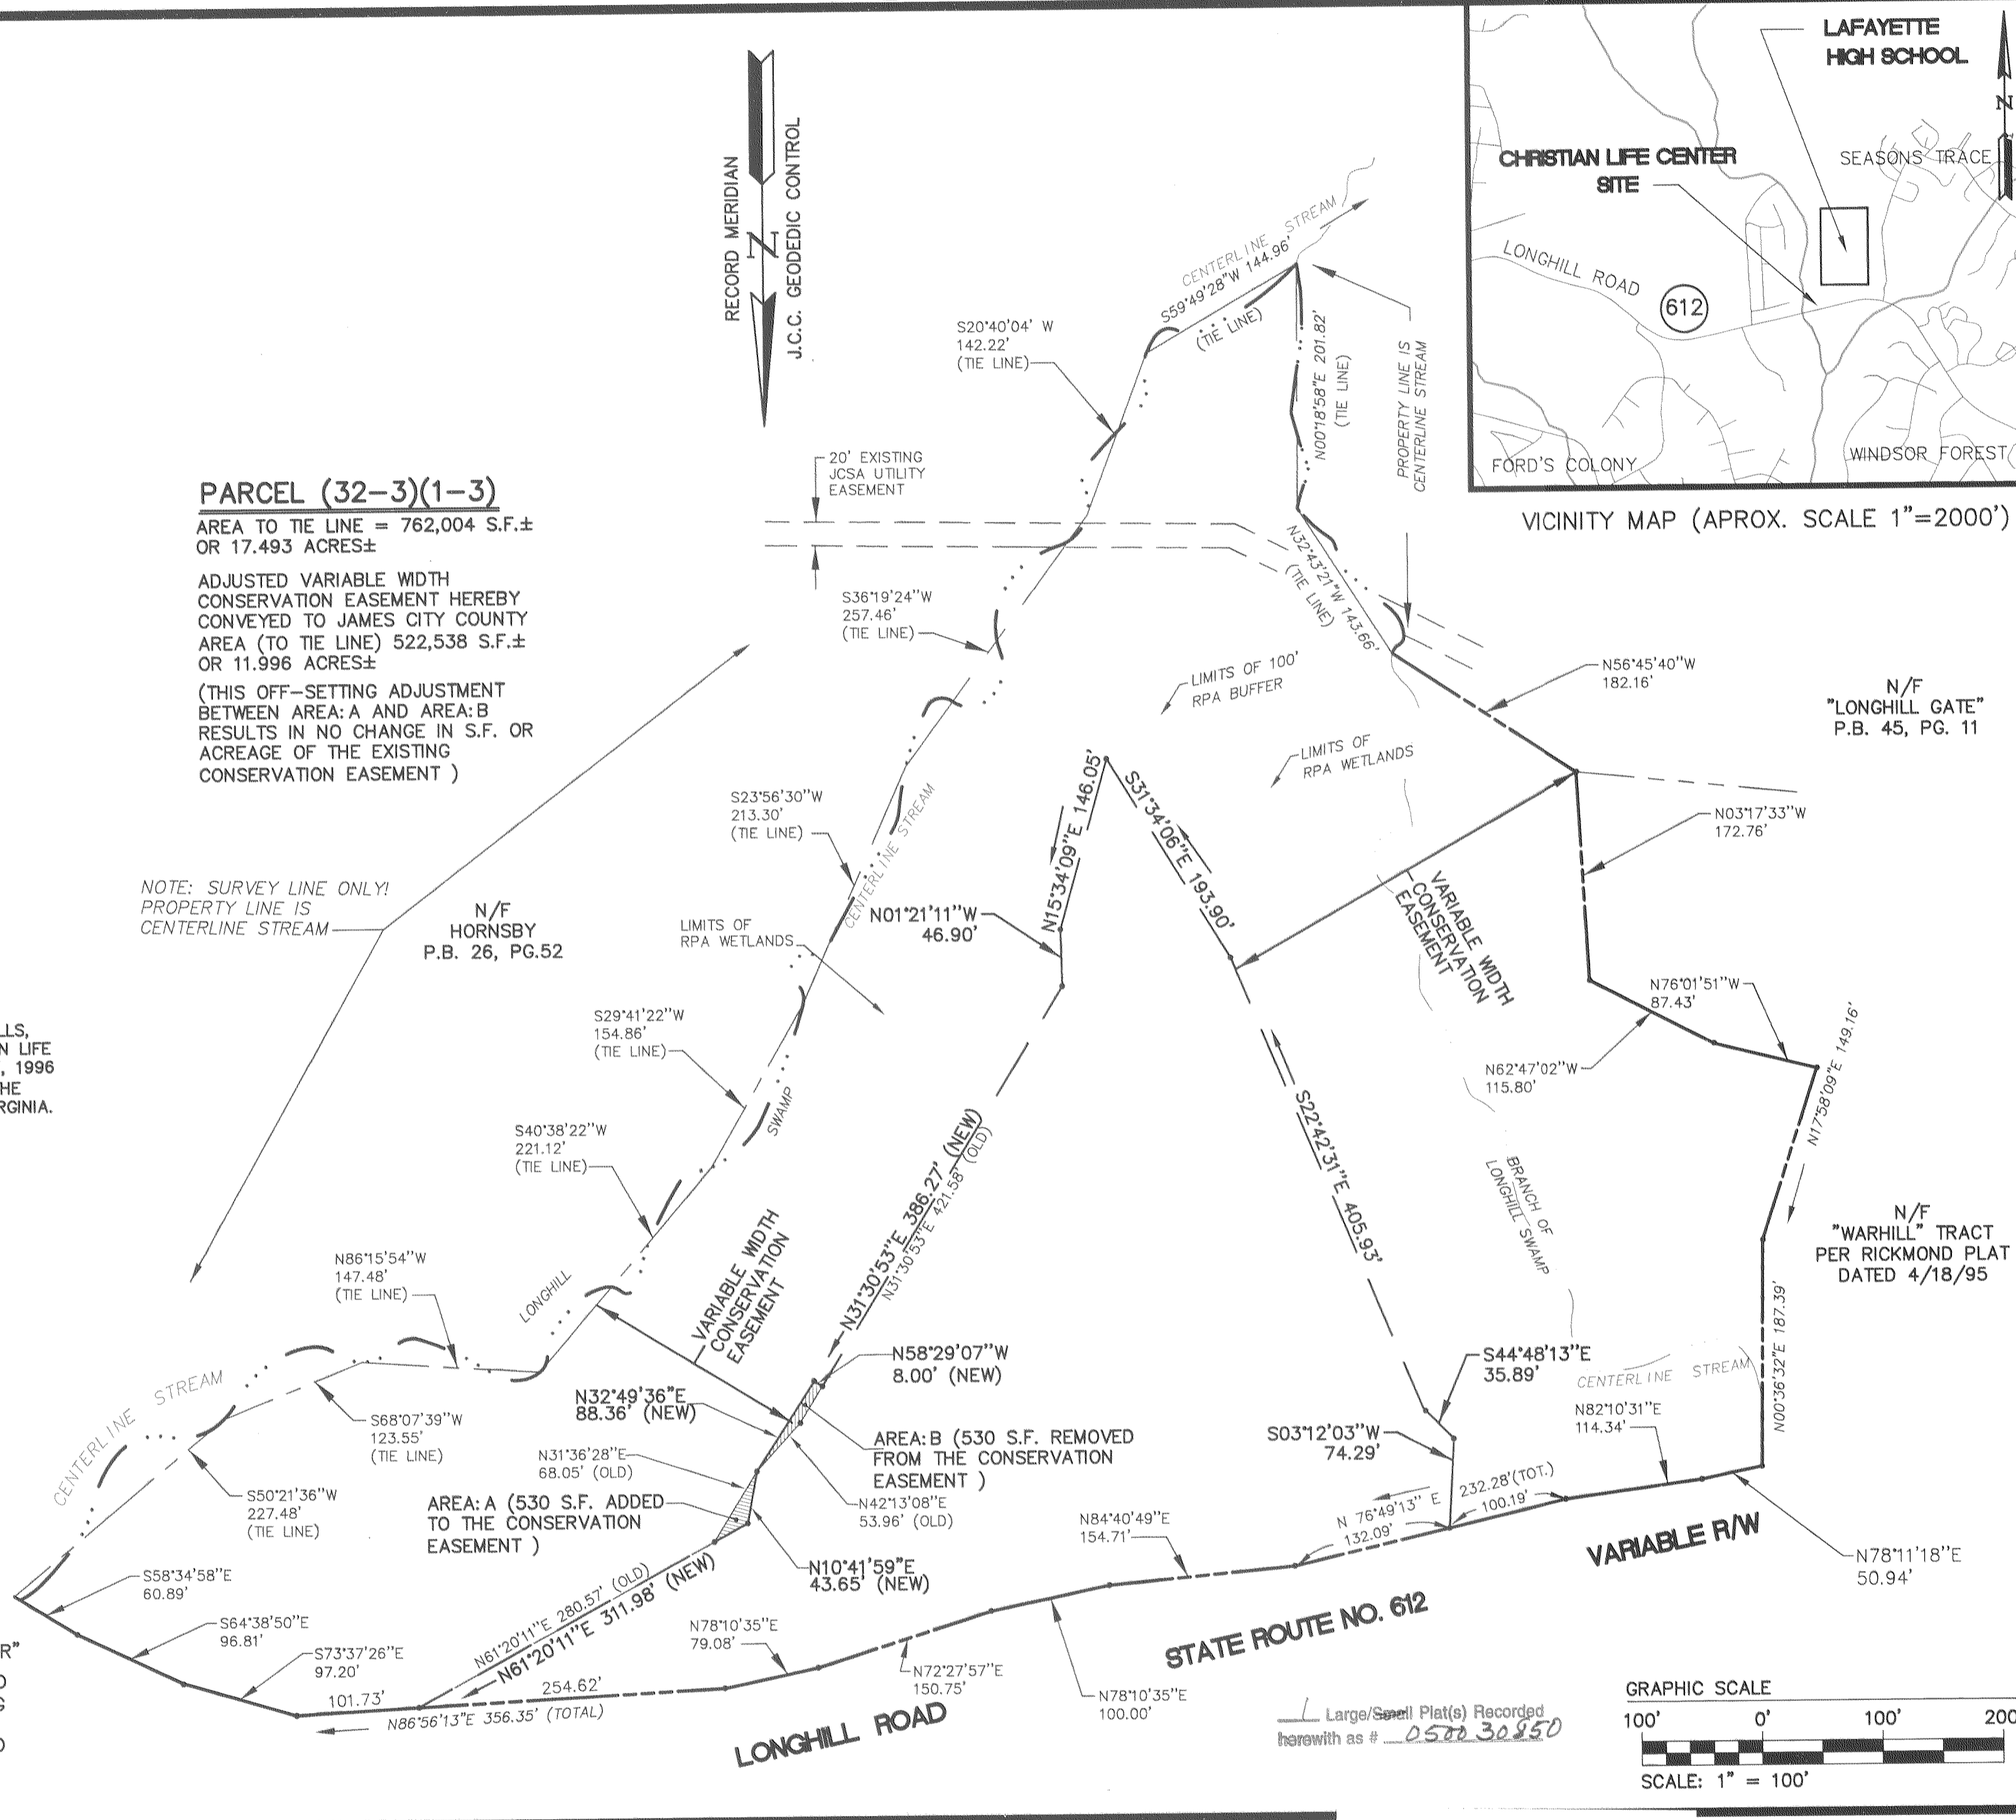 RECORD MERIDIAN
N
J.C.C. GEODEDIC CONTROL
LAFAYETTE
HIGH SCHOOL
N
CHRISTIAN LIFE CENTER
SITE
SEASONS TRACE
LONGHILL ROAD
612
FORD'S COLONY
WINDSOR FOREST
VICINITY MAP (APROX. SCALE 1"=2000')
CENTERLINE STREAM
S59°49'28"W 144.96'
(TIE LINE)
S20°40'04' W
142.22'
(TIE LINE)
N00°18'58"E 201.82'
(TIE LINE)
PROPERTY LINE IS
CENTERLINE STREAM
20' EXISTING
JCSA UTILITY
EASEMENT
PARCEL (32-3)(1-3)
AREA TO TIE LINE = 762,004 S.F.±
OR 17.493 ACRES±
ADJUSTED VARIABLE WIDTH
CONSERVATION EASEMENT HEREBY
CONVEYED TO JAMES CITY COUNTY
AREA (TO TIE LINE) 522,538 S.F.±
OR 11.996 ACRES±
(THIS OFF-SETTING ADJUSTMENT
BETWEEN AREA: A AND AREA: B
RESULTS IN NO CHANGE IN S.F. OR
ACREAGE OF THE EXISTING
CONSERVATION EASEMENT )
N32°43'21"W 143.66'
(TIE LINE)
S36°19'24"W
257.46'
(TIE LINE)
LIMITS OF 100'
RPA BUFFER
N56°45'40"W
182.16'
N/F
"LONGHILL GATE"
P.B. 45, PG. 11
LIMITS OF
RPA WETLANDS
S23°56'30"W
213.30'
(TIE LINE)
CENTERLINE STREAM
N15°34'09"E 146.05'
S31°34'06"E 193.90'
N03°17'33"W
172.76'
NOTE: SURVEY LINE ONLY!
PROPERTY LINE IS
CENTERLINE STREAM
N/F
HORNSBY
P.B. 26, PG.52
LIMITS OF
RPA WETLANDS
N01°21'11"W
46.90'
VARIABLE WIDTH
CONSERVATION
EASEMENT
N76°01'51"W
87.43'
N62°47'02"W
115.80'
N17°58'09"E 149.16'
LLS,
N LIFE
, 1996
HE
RGINIA.
S29°41'22"W
154.86'
(TIE LINE)
SWAMP
S40°38'22"W
221.12'
(TIE LINE)
N31°30'53"E 386.27' (NEW)
N31°30'53"E 421.58' (OLD)
S22°42'31"E 405.93'
BRANCH OF
LONGHILL SWAMP
N/F
"WARHILL" TRACT
PER RICKMOND PLAT
DATED 4/18/95
N86°15'54"W
147.48'
(TIE LINE)
LONGHILL
VARIABLE WIDTH
CONSERVATION
EASEMENT
N00°36'32"E 187.39'
CENTERLINE STREAM
S68°07'39"W
123.55'
(TIE LINE)
N32°49'36"E
88.36' (NEW)
N58°29'07"W
8.00' (NEW)
S44°48'13"E
35.89'
CENTERLINE STREAM
N82°10'31"E
114.34'
S03°12'03"W
74.29'
AREA: B (530 S.F. REMOVED
FROM THE CONSERVATION
EASEMENT )
N31°36'28"E
68.05' (OLD)
S50°21'36"W
227.48'
(TIE LINE)
AREA: A (530 S.F. ADDED
TO THE CONSERVATION
EASEMENT )
N42°13'08"E
53.96' (OLD)
N84°40'49"E
154.71'
N 76°49'13" E 232.28'(TOT.)
132.09'
100.19'
VARIABLE R/W
N78°11'18"E
50.94'
N10°41'59"E
43.65' (NEW)
S58°34'58"E
60.89'
S64°38'50"E
96.81'
S73°37'26"E
97.20'
N61°20'11"E 280.57' (OLD)
N61°20'11"E 311.98' (NEW)
N78°10'35"E
79.08'
STATE ROUTE NO. 612
N72°27'57"E
150.75'
N78°10'35"E
100.00'
101.73'
254.62'
N86°56'13"E 356.35' (TOTAL)
LONGHILL ROAD
R"
Large/Small Plat(s) Recorded
herewith as # 050030850
GRAPHIC SCALE
100' 0' 100' 200
SCALE: 1" = 100'